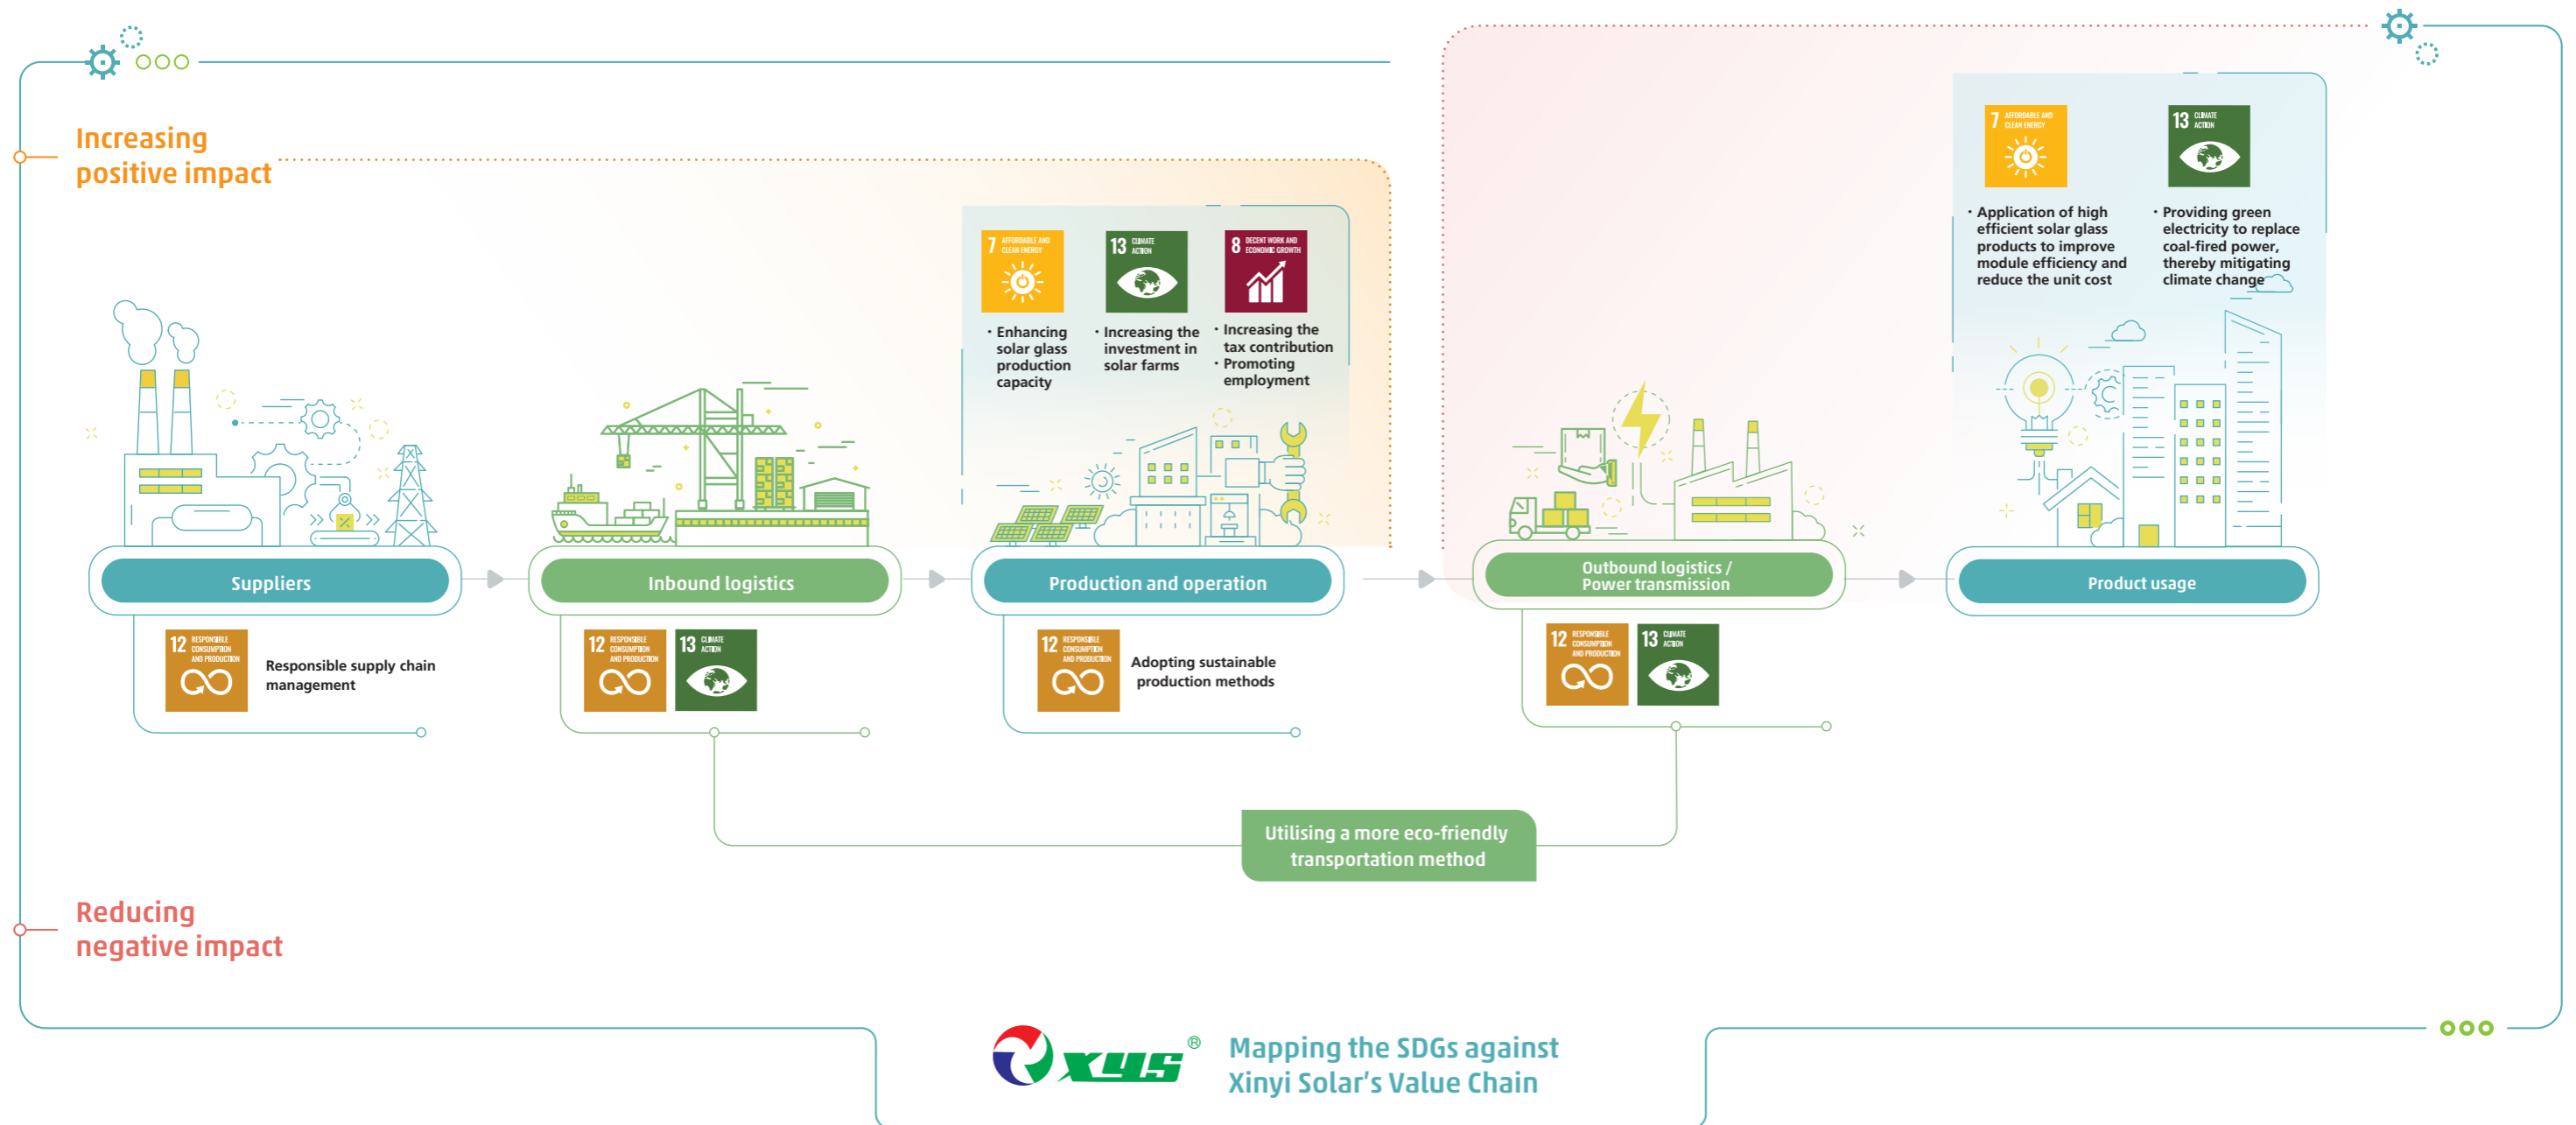 Increasing
positive impact
7 AFFORDABLE AND
CLEAN ENERGY
13 CLIMATE
ACTION
8 DECENT WORK AND
ECONOMIC GROWTH
· Enhancing
solar glass
production
capacity
· Increasing the
investment in
solar farms
· Increasing the
tax contribution
· Promoting
employment
7 AFFORDABLE AND
CLEAN ENERGY
13 CLIMATE
ACTION
· Application of high
efficient solar glass
products to improve
module efficiency and
reduce the unit cost
· Providing green
electricity to replace
coal-fired power,
thereby mitigating
climate change
Suppliers
Inbound logistics
Production and operation
Outbound logistics /
Power transmission
Product usage
12 RESPONSIBLE
CONSUMPTION
AND PRODUCTION
Responsible supply chain
management
12 RESPONSIBLE
CONSUMPTION
AND PRODUCTION
13 CLIMATE
ACTION
12 RESPONSIBLE
CONSUMPTION
AND PRODUCTION
Adopting sustainable
production methods
12 RESPONSIBLE
CONSUMPTION
AND PRODUCTION
13 CLIMATE
ACTION
Utilising a more eco-friendly
transportation method
Reducing
negative impact
XYS®
Mapping the SDGs against
Xinyi Solar's Value Chain